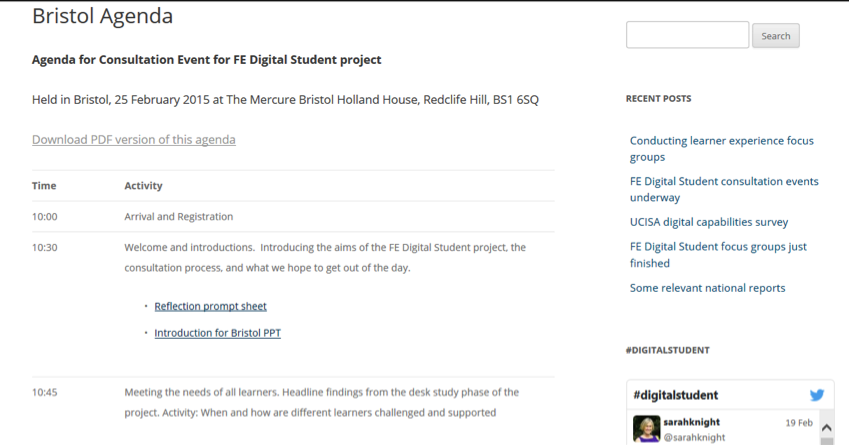 Bristol Agenda
Agenda for Consultation Event for FE Digital Student project
Held in Bristol, 25 February 2015 at The Mercure Bristol Holland House, Redclife Hill, BS1 6SQ
Download PDF version of this agenda
Time Activity
10:00 Arrival and Registration
10:30 Welcome and introductions. Introducing the aims of the FE Digital Student project, the
consultation process, and what we hope to get out of the day.
• Reflection prompt sheet
• Introduction for Bristol PPT
10:45 Meeting the needs of all learners. Headline findings from the desk study phase of the
project. Activity: When and how are different learners challenged and supported
Search
RECENT POSTS
Conducting learner experience focus
groups
FE Digital Student consultation events
underway
UCISA digital capabilities survey
FE Digital Student focus groups just
finished
Some relevant national reports
#DIGITALSTUDENT
#digitalstudent
sarahknight 19 Feb
@sarahknight